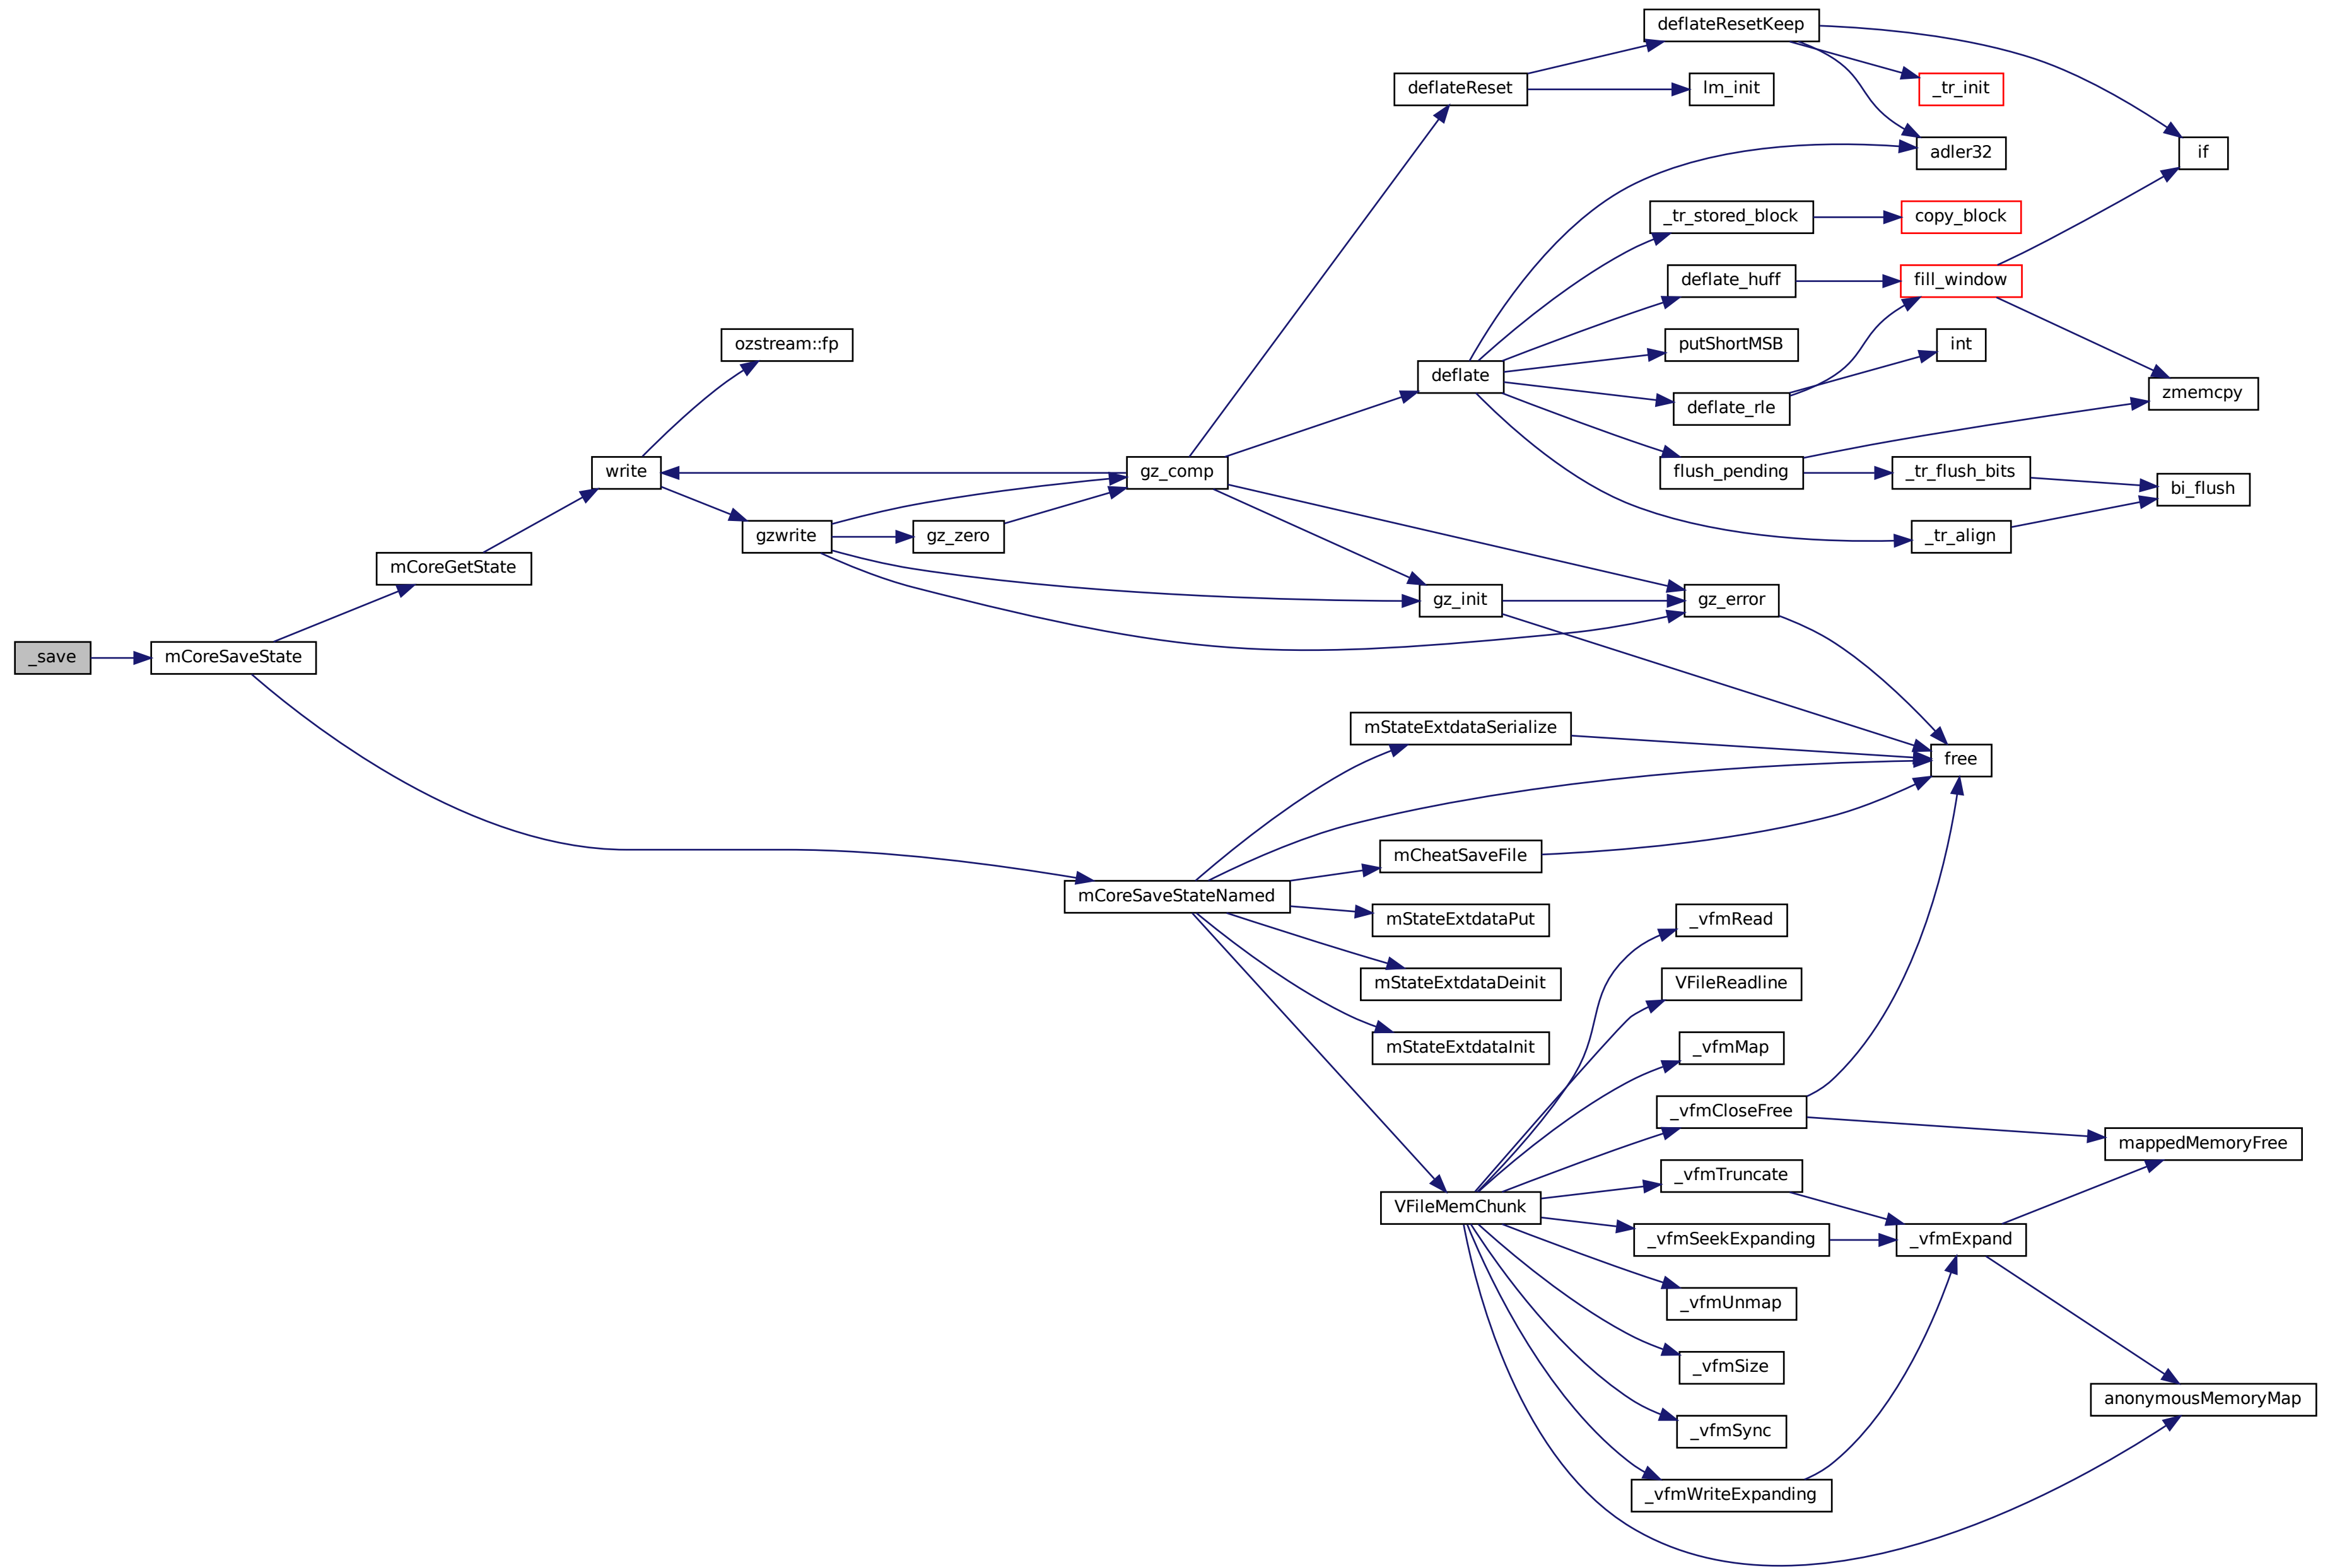 _save
mCoreSaveState
mCoreGetState
write
ozstream::fp
gzwrite
gz_zero
gz_comp
deflateReset
deflateResetKeep
lm_init
_tr_init
adler32
if
deflate
_tr_stored_block
copy_block
deflate_huff
fill_window
putShortMSB
int
deflate_rle
zmemcpy
flush_pending
_tr_flush_bits
bi_flush
_tr_align
gz_init
gz_error
free
mCoreSaveStateNamed
mStateExtdataSerialize
mCheatSaveFile
mStateExtdataPut
mStateExtdataDeinit
mStateExtdataInit
VFileMemChunk
_vfmRead
VFileReadline
_vfmMap
_vfmCloseFree
mappedMemoryFree
_vfmTruncate
_vfmSeekExpanding
_vfmExpand
_vfmUnmap
_vfmSize
_vfmSync
anonymousMemoryMap
_vfmWriteExpanding